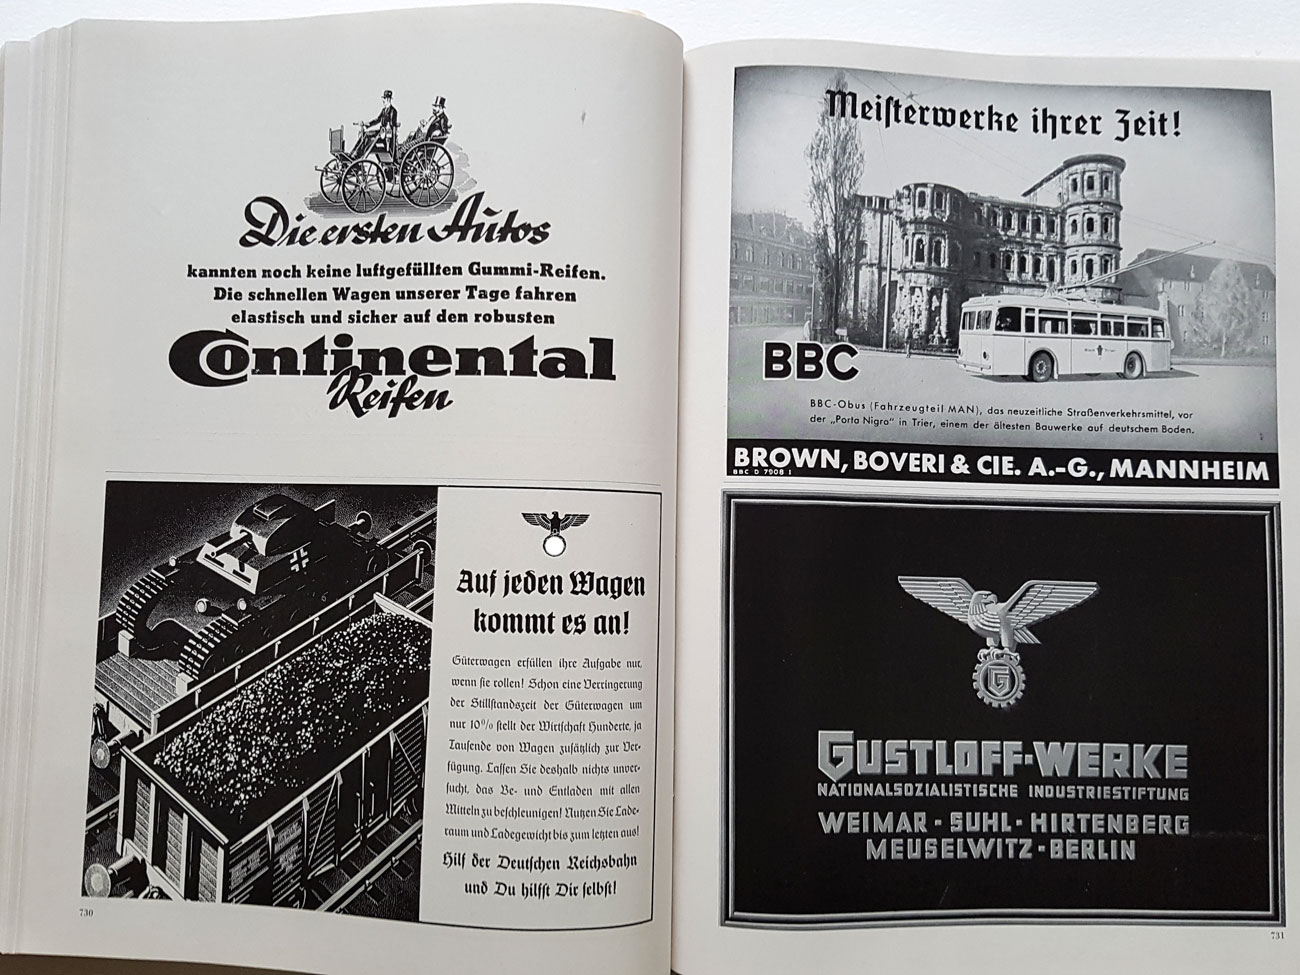 Die ersten Autos
kannten noch keine luftgefüllten Gummi-Reifen.
Die schnellen Wagen unserer Tage fahren
elastisch und sicher auf den robusten
Continental
Reifen
Auf jeden Wagen
kommt es an!
Güterwagen erfüllen ihre Aufgabe nur,
wenn sie rollen! Schon eine Verringerung
der Stillstandszeit der Güterwagen um
nur 10% stellt der Wirtschaft Hunderte, ja
Tausende von Wagen zusätzlich zur Ver-
fügung. Lassen Sie deshalb nichts unver-
sucht, das Be- und Entladen mit allen
Mitteln zu beschleunigen! Nutzen Sie Lade-
raum und Ladegewicht bis zum letzten aus!
Hilf der Deutschen Reichsbahn
und Du hilfst Dir selbst!
730
Meisterwerke ihrer Zeit!
BBC
BBC-Obus (Fahrzeugteil MAN), das neuzeitliche Straßenverkehrsmittel, vor
der „Porta Nigra" in Trier, einem der ältesten Bauwerke auf deutschem Boden.
BROWN, BOVERI & CIE. A.-G., MANNHEIM
BBC D 7908 I
G
GUSTLOFF-WERKE
NATIONALSOZIALISTISCHE INDUSTRIESTIFTUNG
WEIMAR - SUHL - HIRTENBERG
MEUSELWITZ - BERLIN
731